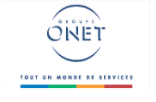 GROUPE
ONET
TOUT UN MONDE DE SERVICES